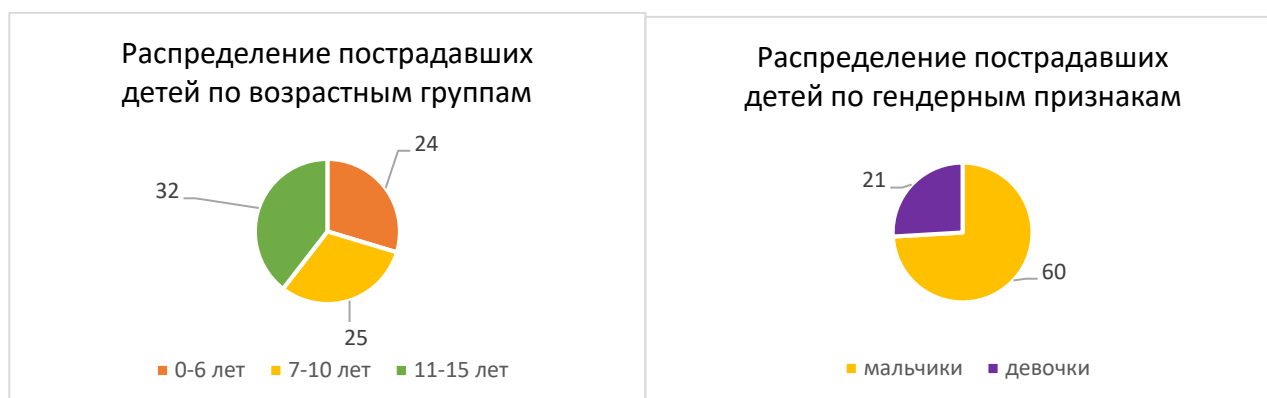 Распределение пострадавших
детей по возрастным группам
24
32
25
0-6 лет 7-10 лет 11-15 лет
Распределение пострадавших
детей по гендерным признакам
21
60
мальчики девочки